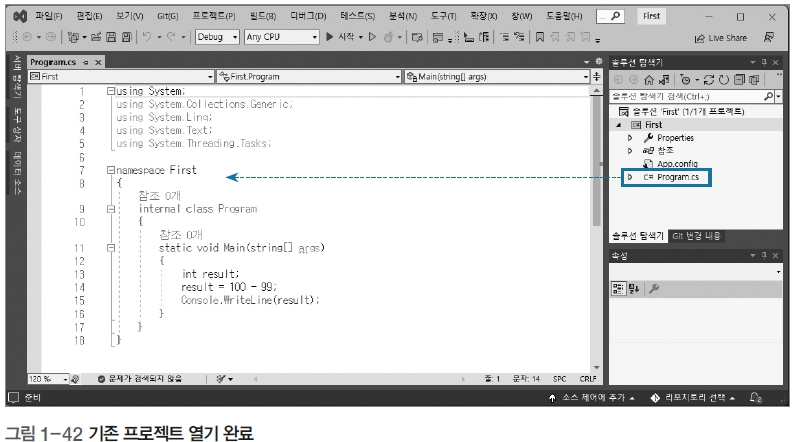 파일(F) 편집(E) 보기(V) Git(G) 프로젝트(P) 빌드(B) 디버그(D) 테스트(S) 분석(N) 도구(T) 확장(X) 창(W) 도움말(H) ... First
Debug Any CPU 시작 Live Share
서버 탐색기
도구 상자
데이터 소스
Program.cs
First First.Program Main(string[] args)
1 using System;
2 using System.Collections.Generic;
3 using System.Linq;
4 using System.Text;
5 using System.Threading.Tasks;
6
7 namespace First
8 {
참조 0개
9 internal class Program
10 {
참조 0개
11 static void Main(string[] args)
12 {
13 int result;
14 result = 100 - 99;
15 Console.₩riteLine(result);
16 }
17 }
18 }
120 % 문제가 검색되지 않음 줄: 1 문자: 14 SPC CRLF
솔루션 탐색기
솔루션 탐색기 검색(Ctrl+;)
솔루션 'First' (1/1개 프로젝트)
First
Properties
참조
App.config
C# Program.cs
솔루션 탐색기 Git 변경 내용
속성
준비 소스 제어에 추가 리포지토리 선택 2
그림 1-42 기존 프로젝트 열기 완료